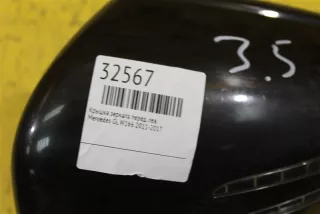 32567
3.5
Крышка зеркала перед. лев.
Mercedes GL W166 2011-2017